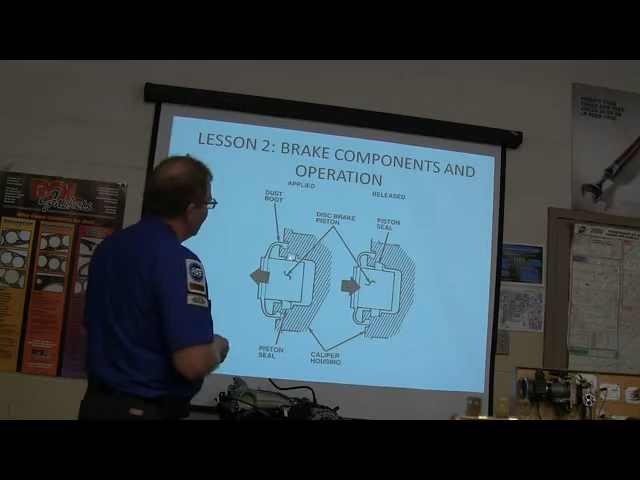 LESSON 2: BRAKE COMPONENTS AND
OPERATION
APPLIED
RELEASED
DUST
BOOT
DISC BRAKE
PISTON
PISTON
SEAL
PISTON
SEAL
CALIPER
HOUSING
2000